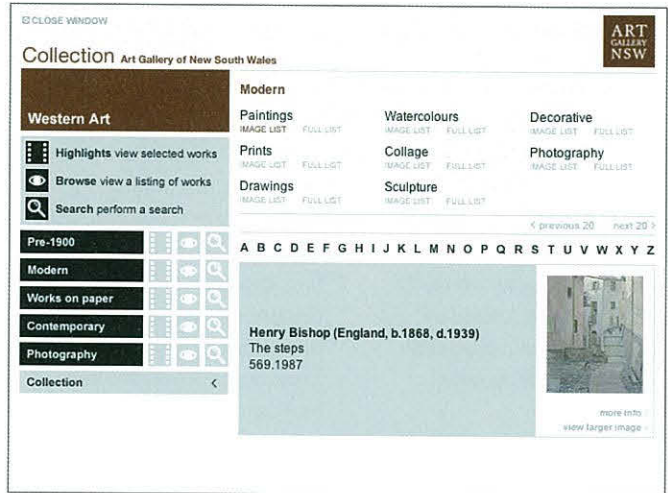 CLOSE WINDOW
ART
GALLERY
NSW
Collection Art Gallery of New South Wales
Western Art
Highlights view selected works
Browse view a listing of works
Search perform a search
Pre-1900
Modern
Works on paper
Contemporary
Photography
Collection <
Modern
Paintings Watercolours Decorative
IMAGE LIST FULL LIST IMAGE LIST FULL LIST IMAGE LIST FULL LIST
Prints Collage Photography
IMAGE LIST FULL LIST IMAGE LIST FULL LIST IMAGE LIST FULL LIST
Drawings Sculpture
IMAGE LIST FULL LIST IMAGE LIST FULL LIST
< previous 20 next 20 >
A B C D E F G H I J K L M N O P Q R S T U V W X Y Z
Henry Bishop (England, b.1868, d.1939)
The steps
569.1987
more info
view larger image